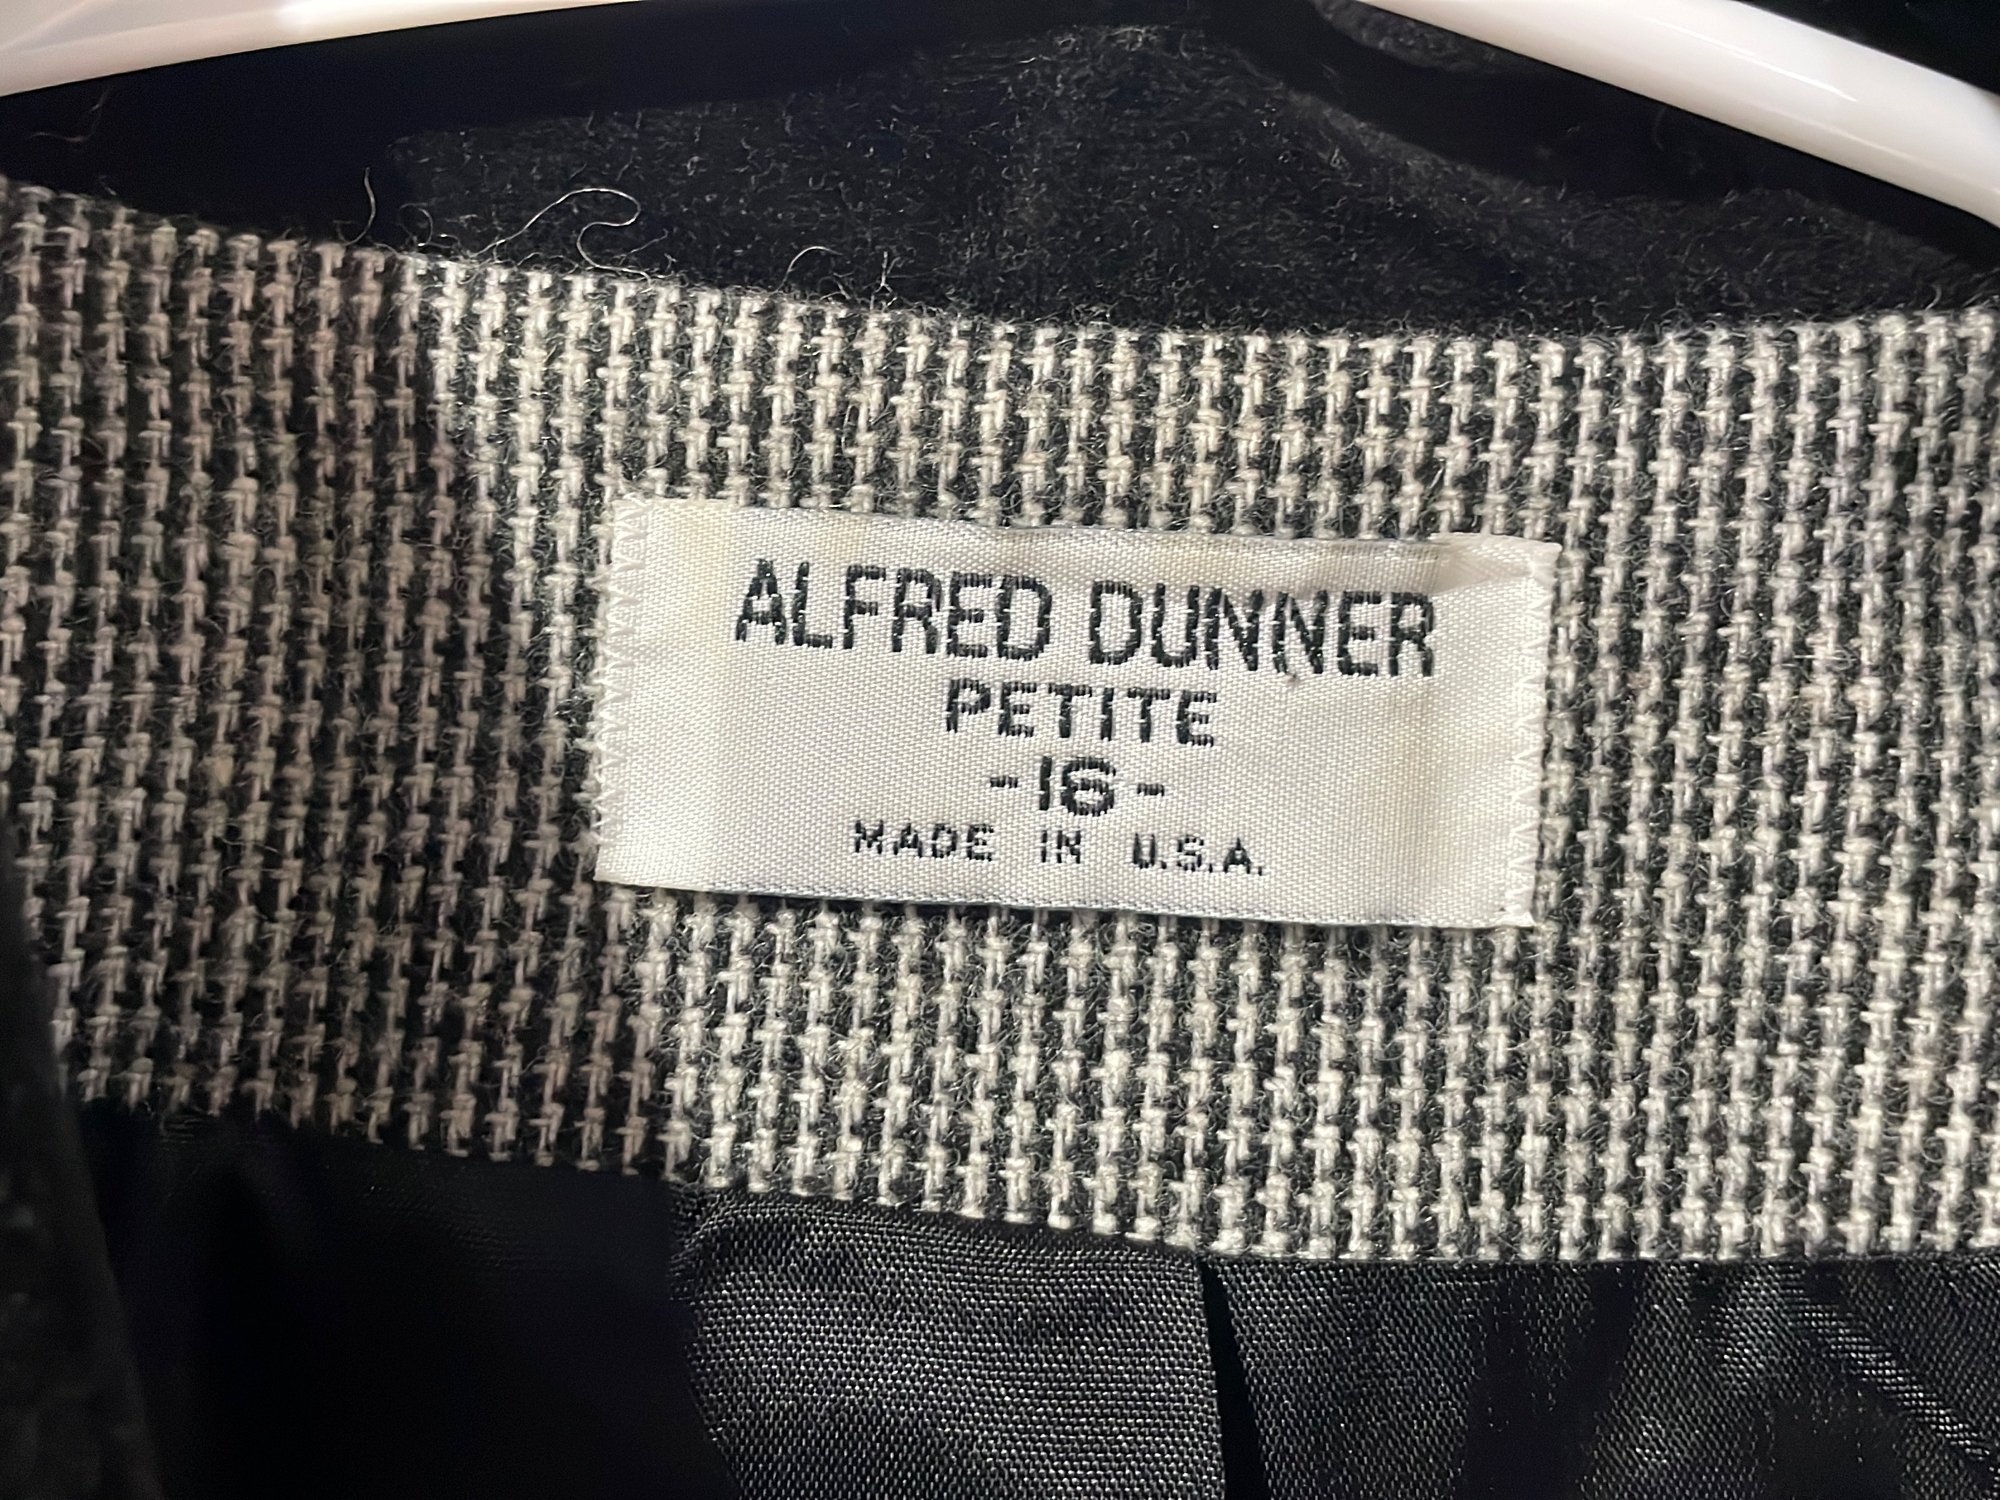 ALFRED DUNNER
PETITE
-16-
MADE IN U.S.A.